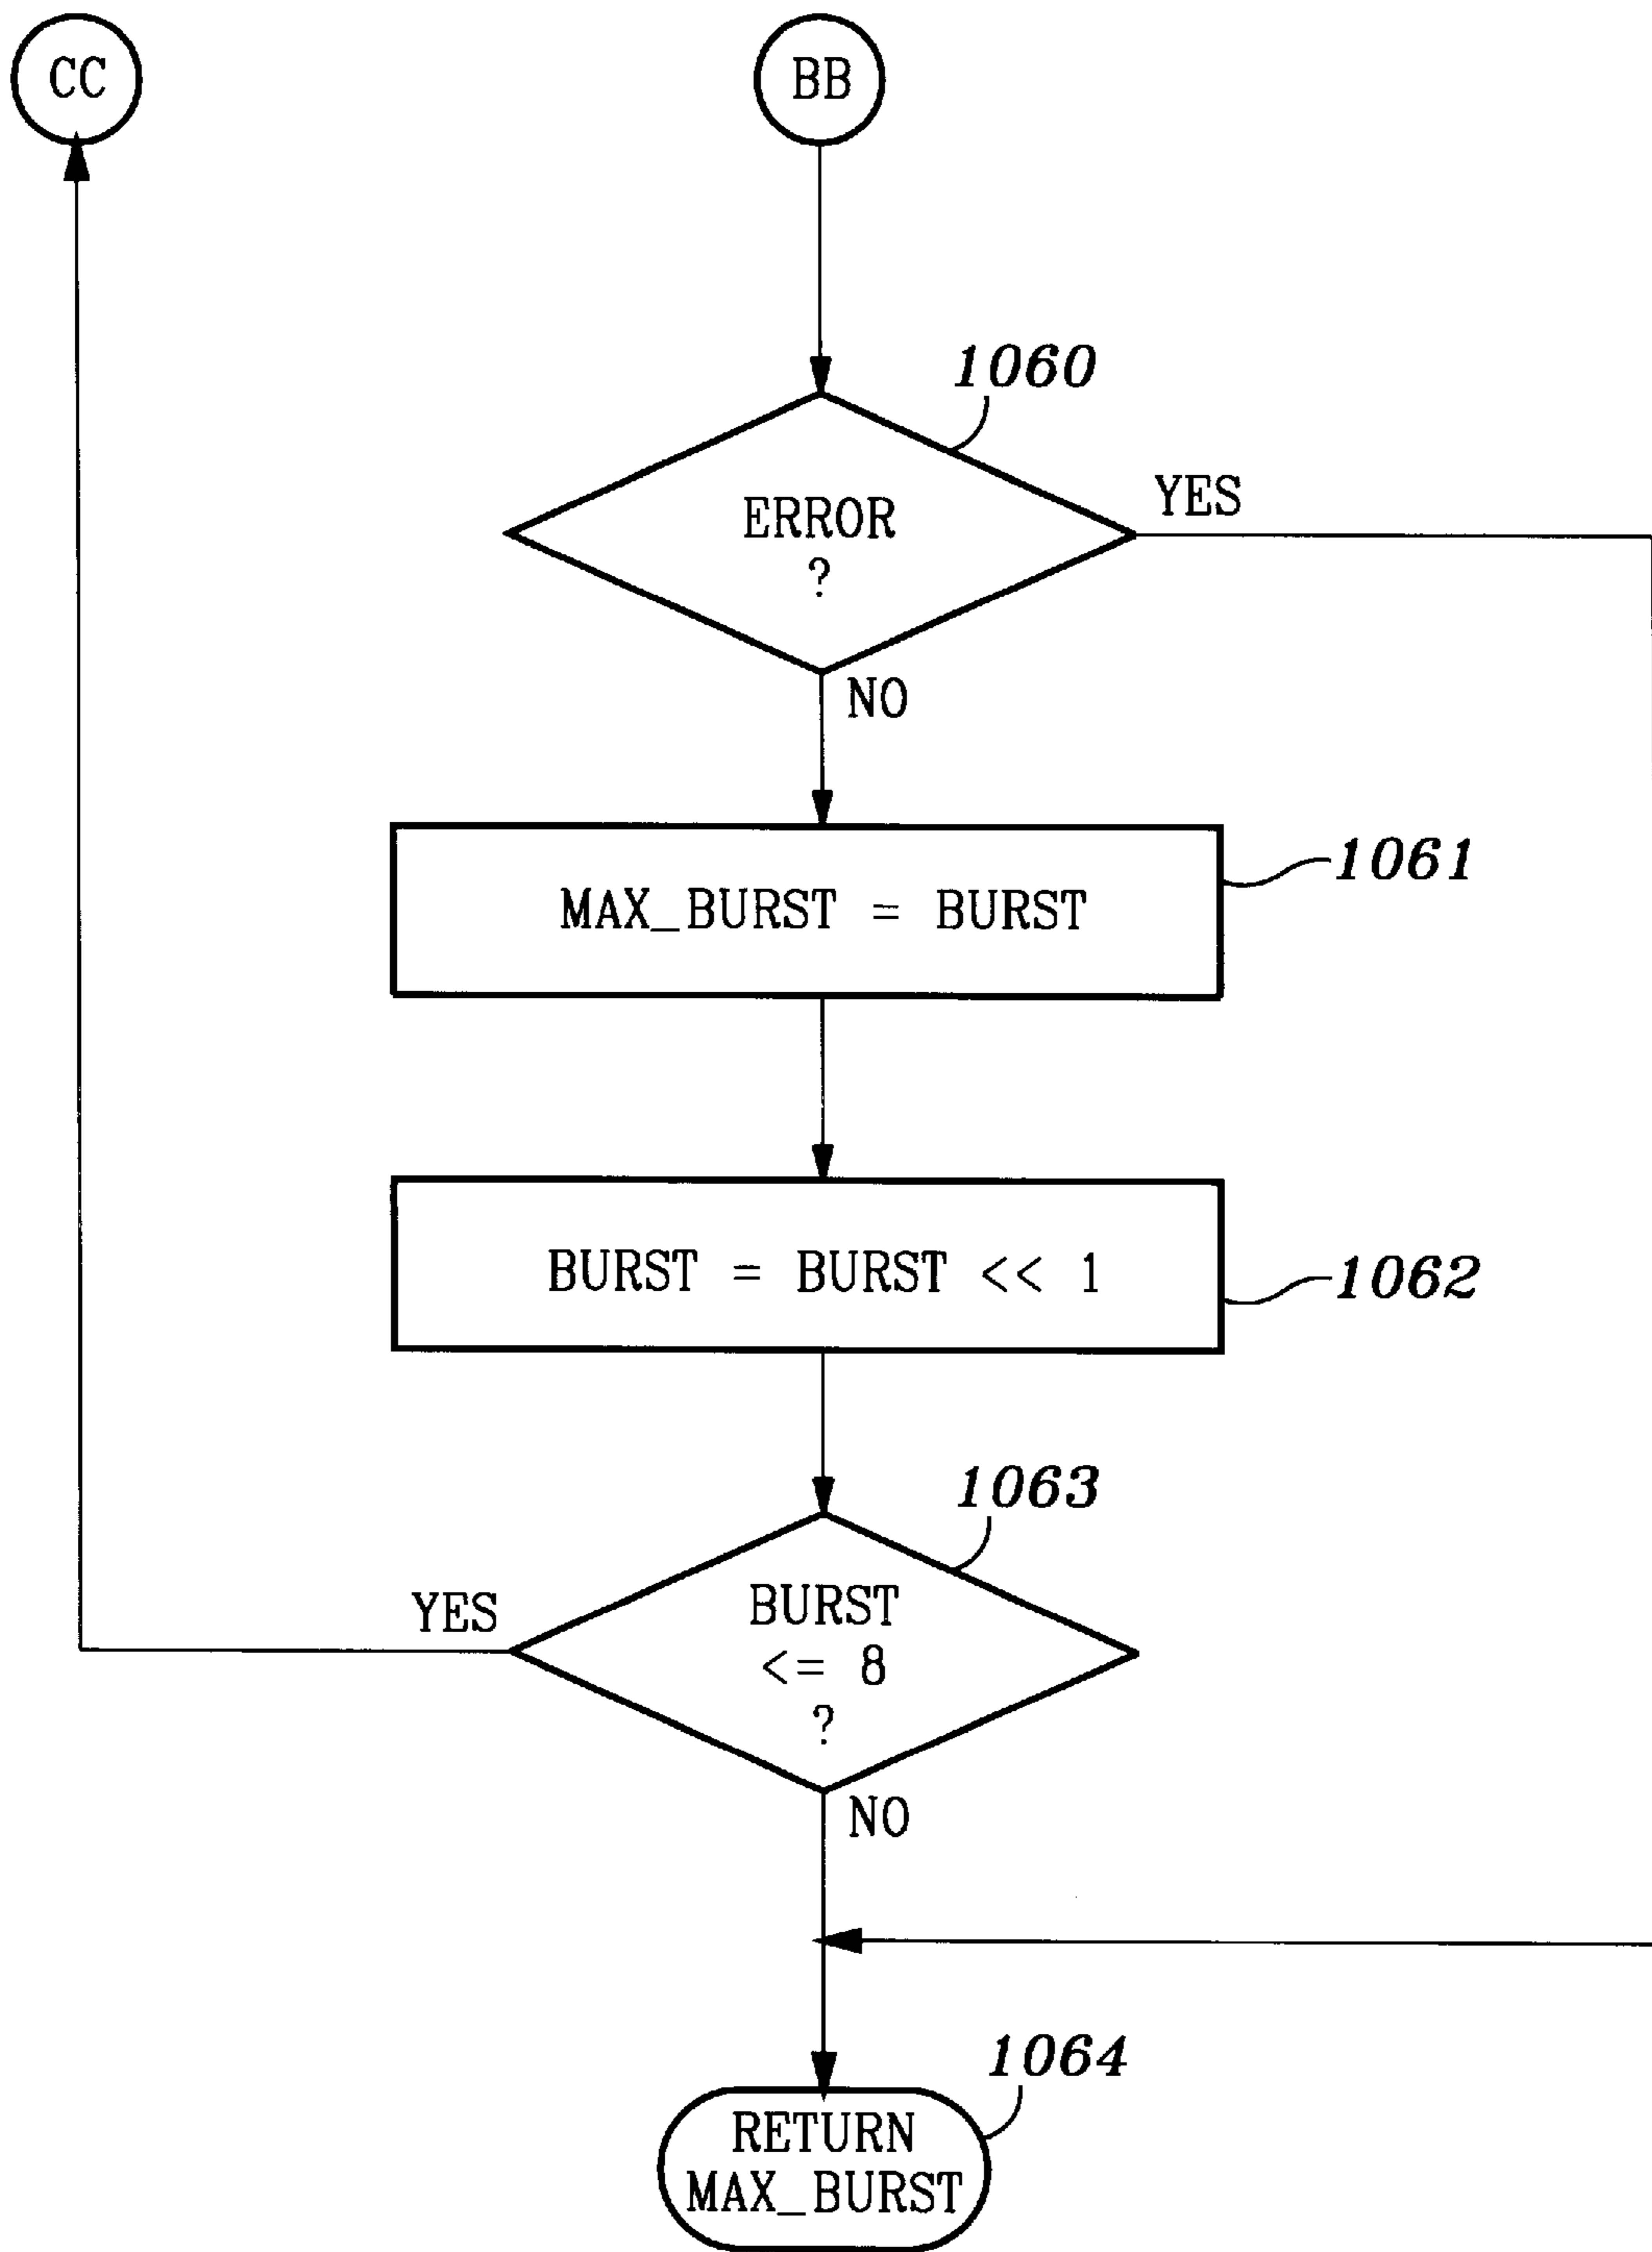 CC
BB
1060
ERROR
?
YES
NO
1061
MAX_BURST = BURST
1062
BURST = BURST << 1
1063
BURST
<= 8
?
YES
NO
1064
RETURN
MAX_BURST